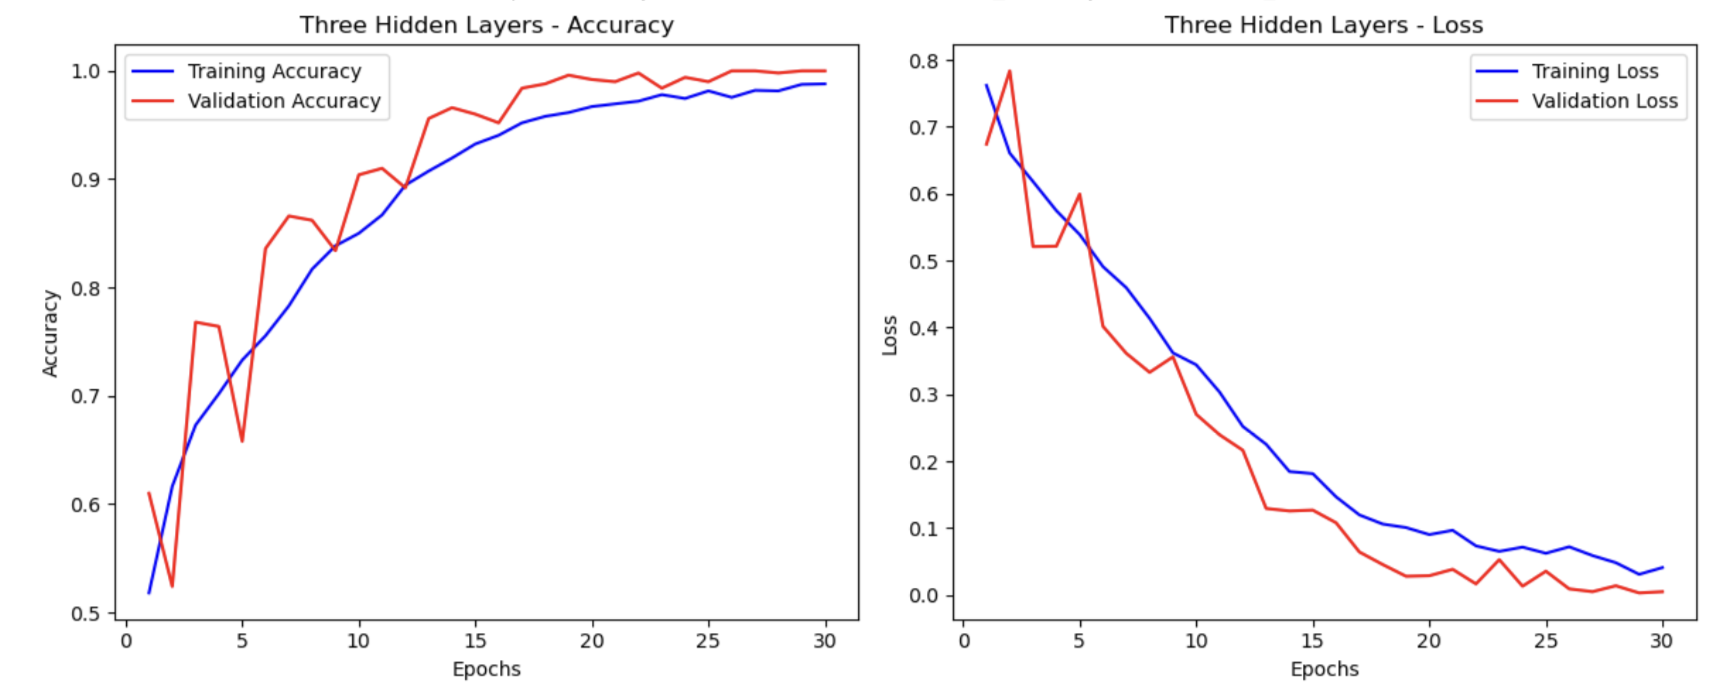 Three Hidden Layers - Accuracy
Training Accuracy
Validation Accuracy
1.0
0.9
0.8
0.7
0.6
0.5
Accuracy
0 5 10 15 20 25 30
Epochs
Three Hidden Layers - Loss
Training Loss
Validation Loss
0.8
0.7
0.6
0.5
0.4
0.3
0.2
0.1
0.0
Loss
0 5 10 15 20 25 30
Epochs